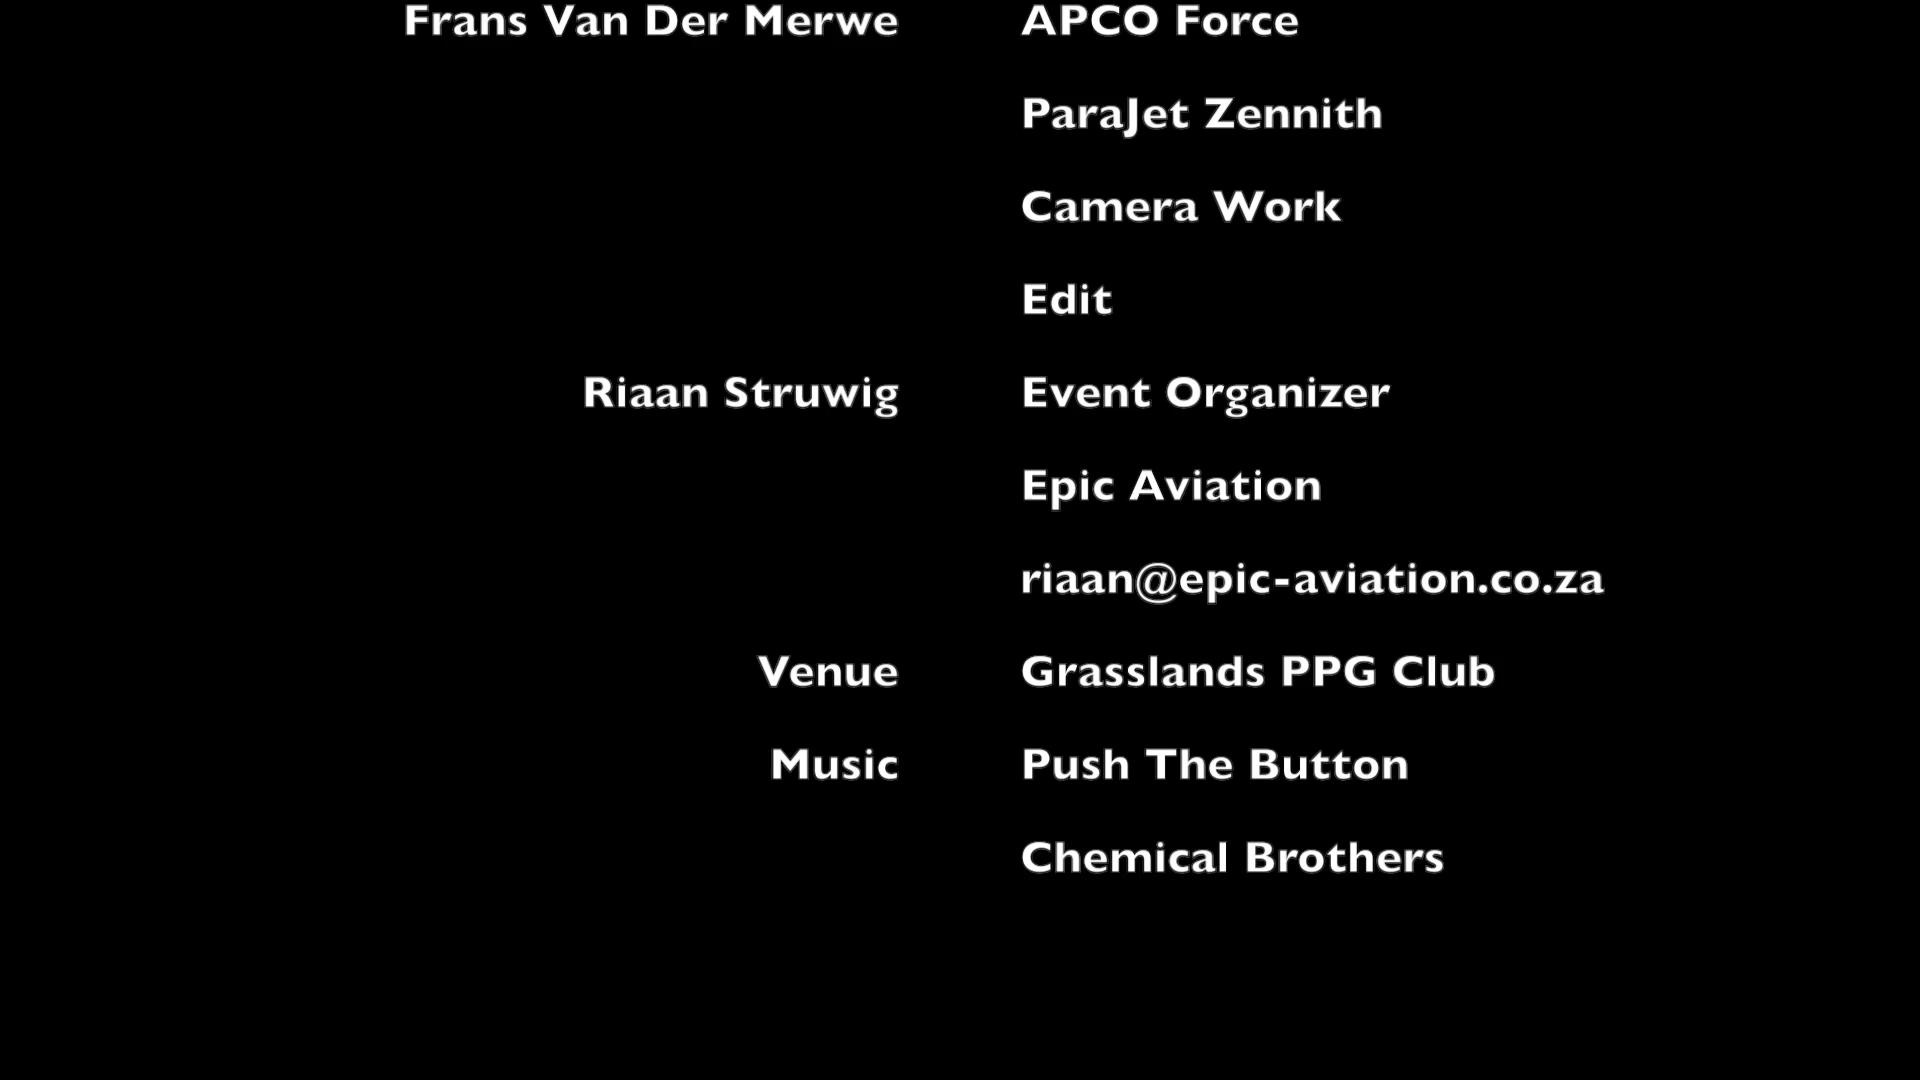 Frans Van Der Merwe APCO Force
ParaJet Zennith
Camera Work
Edit
Riaan Struwig Event Organizer
Epic Aviation
riaan@epic-aviation.co.za
Venue Grasslands PPG Club
Music Push The Button
Chemical Brothers